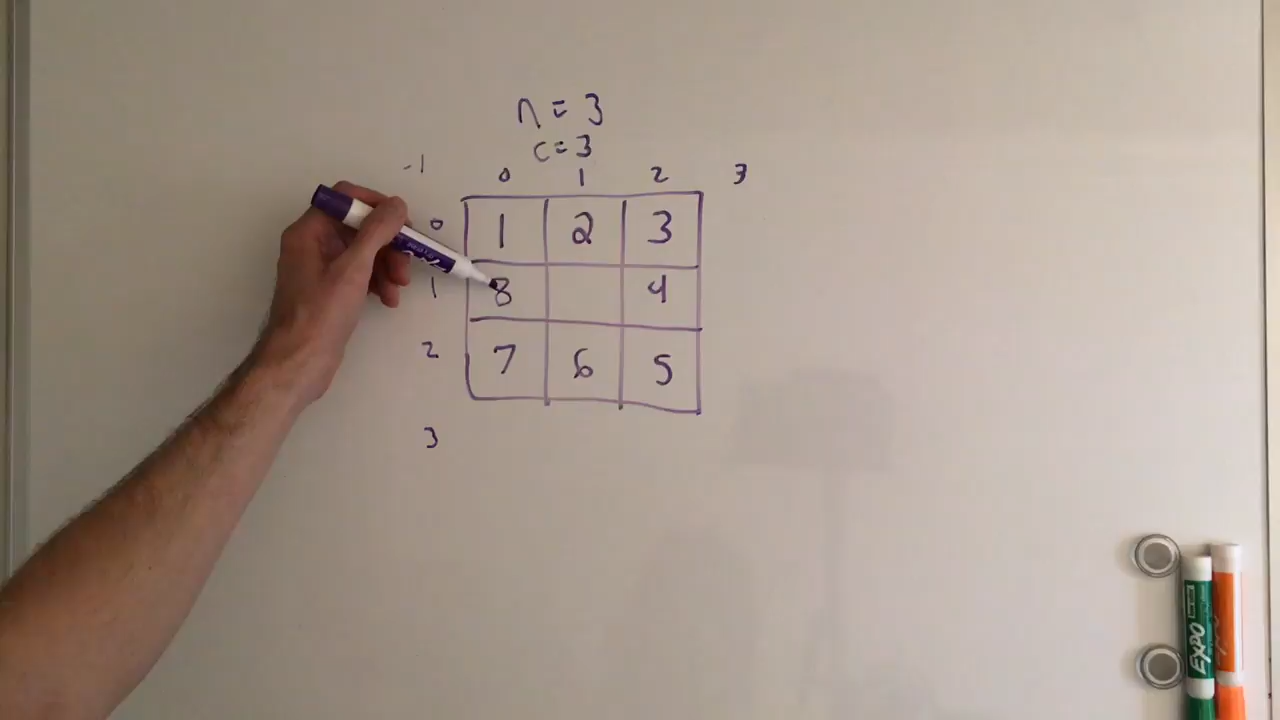 n = 3
c = 3
-1 0 1 2 3
0 1 2 3
1 8 4
2 7 6 5
3
EXPO